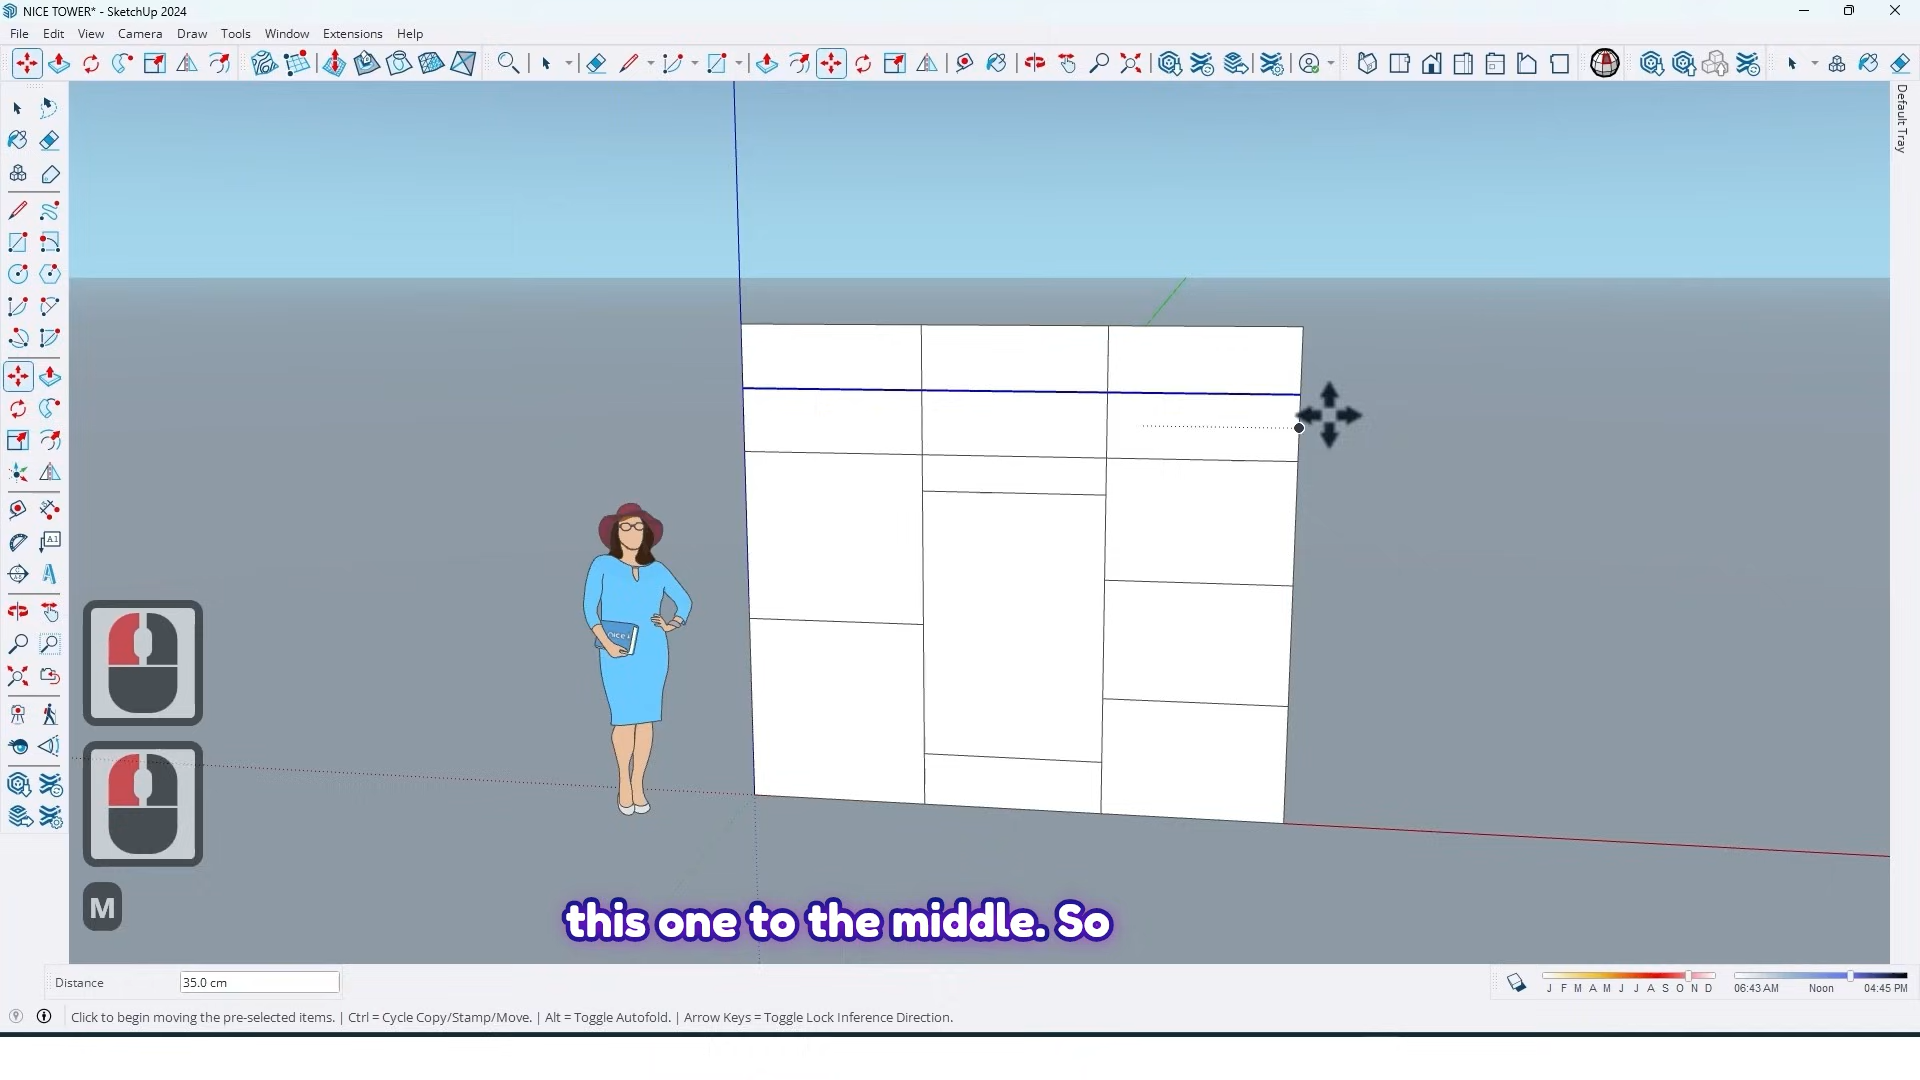 NICE TOWER* - SketchUp 2024
File Edit View Camera Draw Tools Window Extensions Help
Default Tray
A1
A
M
this one to the middle. So
Distance 35.0 cm
J F M A M J J A S O N D
06:43 AM Noon 04:45 PM
Click to begin moving the pre-selected items. | Ctrl = Cycle Copy/Stamp/Move. | Alt = Toggle Autofold. | Arrow Keys = Toggle Lock Inference Direction.